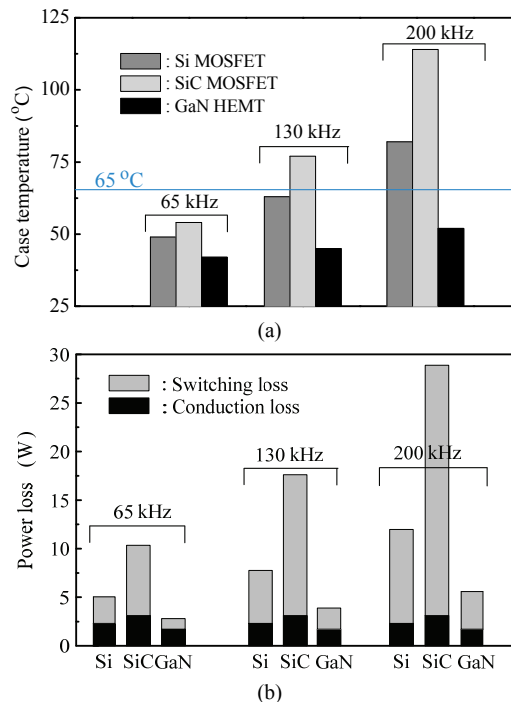 125
100
75
50
25
Case temperature (°C)
: Si MOSFET
: SiC MOSFET
: GaN HEMT
200 kHz
130 kHz
65 °C
65 kHz
(a)
30
25
20
15
10
5
0
Power loss (W)
: Switching loss
: Conduction loss
130 kHz
200 kHz
65 kHz
Si SiC GaN Si SiC GaN Si SiC GaN
(b)